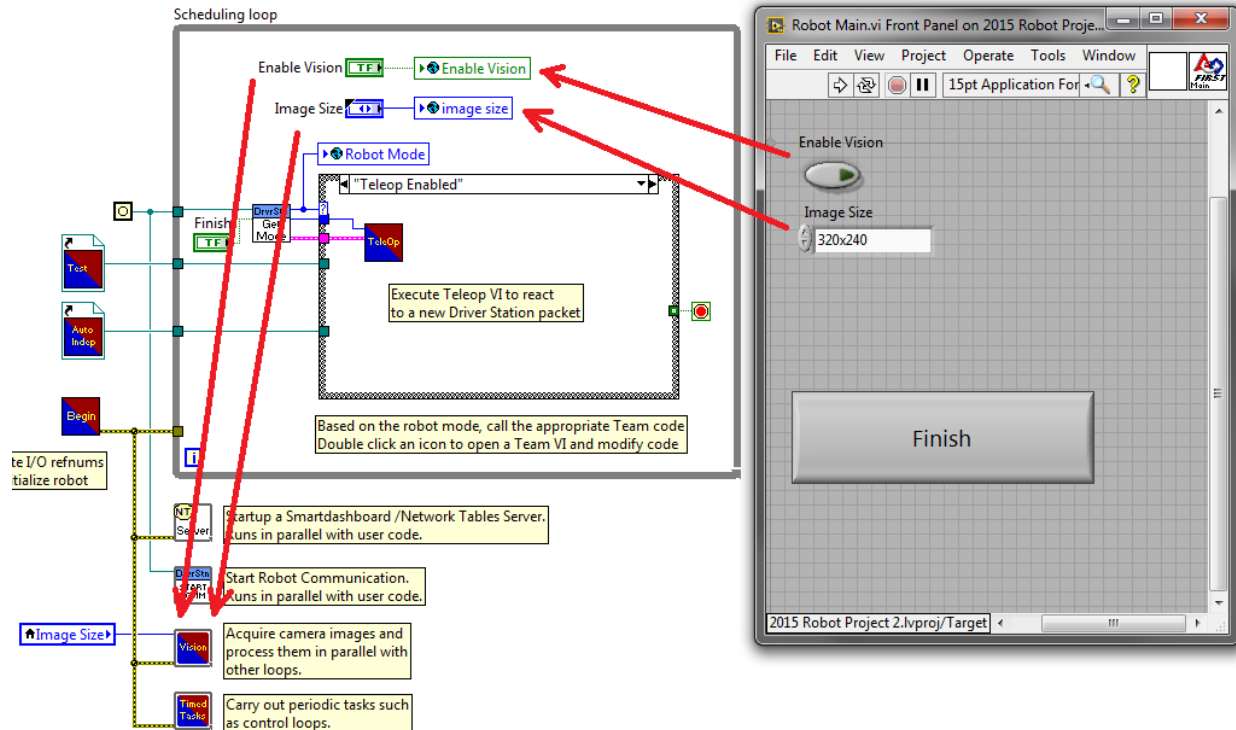 Scheduling loop
Enable Vision
TF
Enable Vision
Image Size
image size
Robot Mode
"Teleop Enabled"
Finish
TF
DrvrSt
Get
Mode
?
TeleOp
Test
Execute Teleop VI to react
to a new Driver Station packet
Auto
Indep
Begin
Based on the robot mode, call the appropriate Team code
Double click an icon to open a Team VI and modify code
te I/O refnums
tialize robot
i
NT
Server
Startup a Smartdashboard /Network Tables Server.
Runs in parallel with user code.
START
Start Robot Communication.
Runs in parallel with user code.
Image Size
Vision
Acquire camera images and
process them in parallel with
other loops.
Timed
Tasks
Carry out periodic tasks such
as control loops.
Robot Main.vi Front Panel on 2015 Robot Proje...
File Edit View Project Operate Tools Window
15pt Application For
?
FIRST
Main
Enable Vision
Image Size
320x240
Finish
2015 Robot Project 2.lvproj/Target